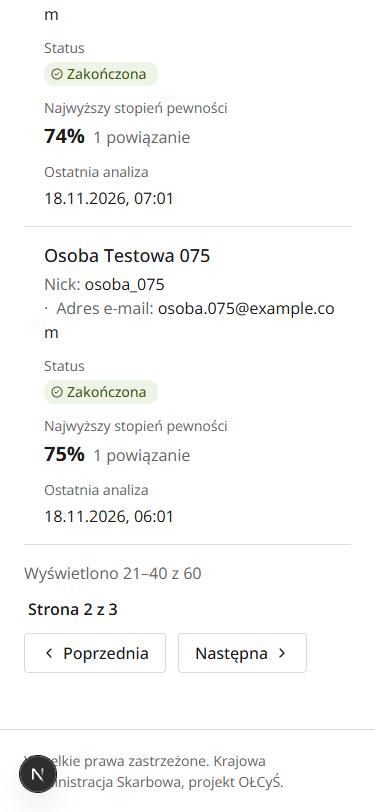 m
Status
Zakończona
Najwyższy stopień pewności
74% 1 powiązanie
Ostatnia analiza
18.11.2026, 07:01
Osoba Testowa 075
Nick: osoba_075
· Adres e-mail: osoba.075@example.co
m
Status
Zakończona
Najwyższy stopień pewności
75% 1 powiązanie
Ostatnia analiza
18.11.2026, 06:01
Wyświetlono 21–40 z 60
Strona 2 z 3
Poprzednia
Następna
prawa zastrzeżone. Krajowa
N
Skarbowa, projekt OŁCyŚ.